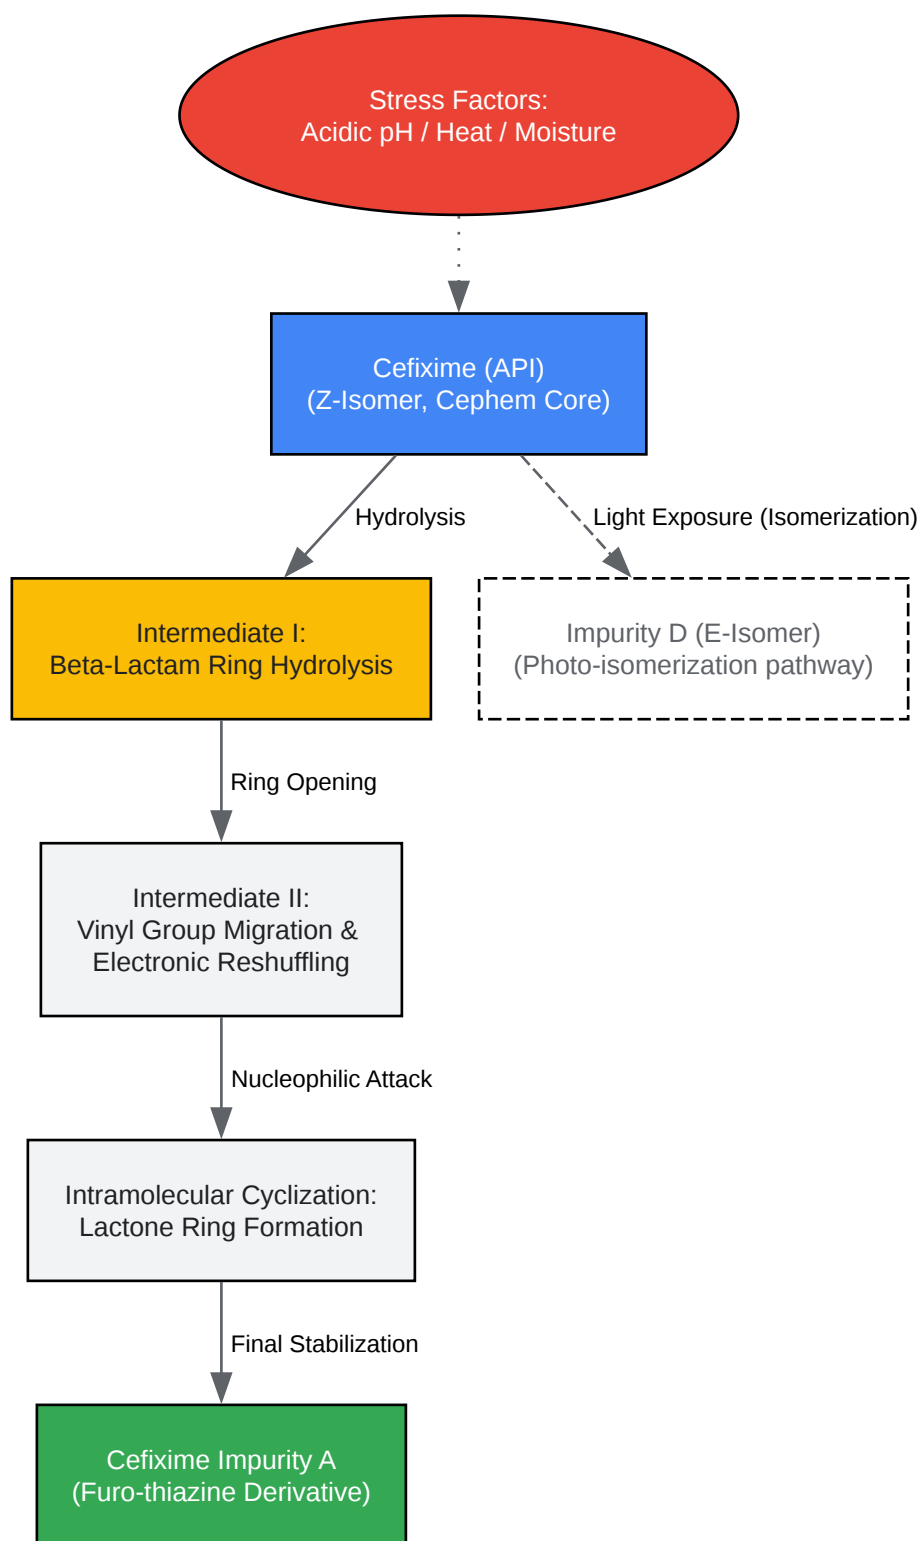 Stress Factors:
Acidic pH / Heat / Moisture
Cefixime (API)
(Z-Isomer, Cephem Core)
Hydrolysis
Light Exposure (Isomerization)
Intermediate I:
Beta-Lactam Ring Hydrolysis
Impurity D (E-Isomer)
(Photo-isomerization pathway)
Ring Opening
Intermediate II:
Vinyl Group Migration &
Electronic Reshuffling
Nucleophilic Attack
Intramolecular Cyclization:
Lactone Ring Formation
Final Stabilization
Cefixime Impurity A
(Furo-thiazine Derivative)